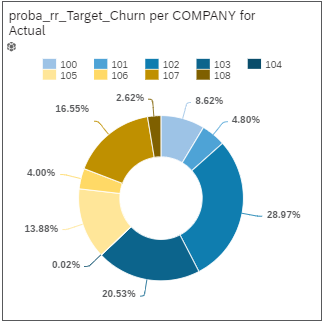 proba_rr_Target_Churn per COMPANY for
Actual
100 101 102 103 104
105 106 107 108
2.62% 8.62%
16.55% 4.80%
4.00%
28.97%
13.88%
0.02%
20.53%